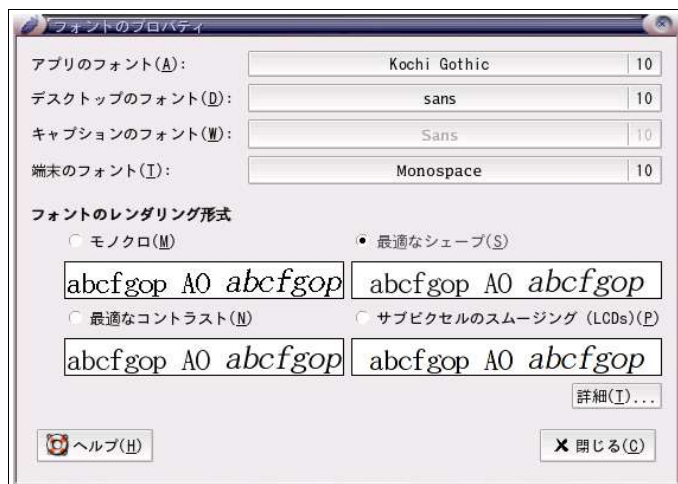 フォントのプロパティ
アプリのフォント(A): Kochi Gothic 10
デスクトップのフォント(D): sans 10
キャプションのフォント(W): Sans 10
端末のフォント(T): Monospace 10
フォントのレンダリング形式
モノクロ(M) 最適なシェープ(S)
abcfgop AO abcfgop abcfgop AO abcfgop
最適なコントラスト(N) サブピクセルのスムージング (LCDs)(P)
abcfgop AO abcfgop abcfgop AO abcfgop
詳細(T)...
ヘルプ(H) 閉じる(C)